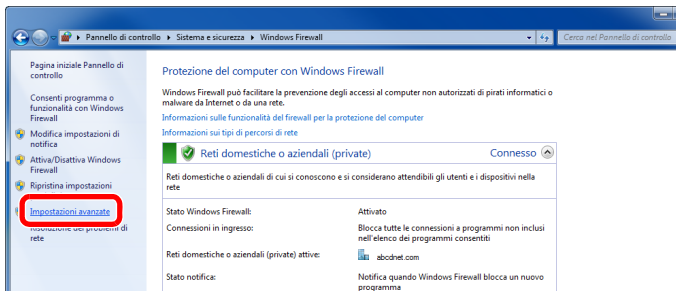 Pannello di controllo ▸ Sistema e sicurezza ▸ Windows Firewall
Cerca nel Pannello di controllo
Pagina iniziale Pannello di
controllo
Consenti programma o
funzionalità con Windows
Firewall
Modifica impostazioni di
notifica
Attiva/Disattiva Windows
Firewall
Ripristina impostazioni
Impostazioni avanzate
Risoluzione dei problemi di
rete
Protezione del computer con Windows Firewall
Windows Firewall può facilitare la prevenzione degli accessi al computer non autorizzati di pirati informatici o
malware da Internet o da una rete.
Informazioni sulle funzionalità del firewall per la protezione del computer
Informazioni sui tipi di percorsi di rete
Reti domestiche o aziendali (private) Connesso
Reti domestiche o aziendali di cui si conoscono e si considerano attendibili gli utenti e i dispositivi nella
rete
Stato Windows Firewall: Attivato
Connessioni in ingresso: Blocca tutte le connessioni a programmi non inclusi
nell'elenco dei programmi consentiti
Reti domestiche o aziendali (private) attive: abcdnet.com
Stato notifica: Notifica quando Windows Firewall blocca un nuovo
programma